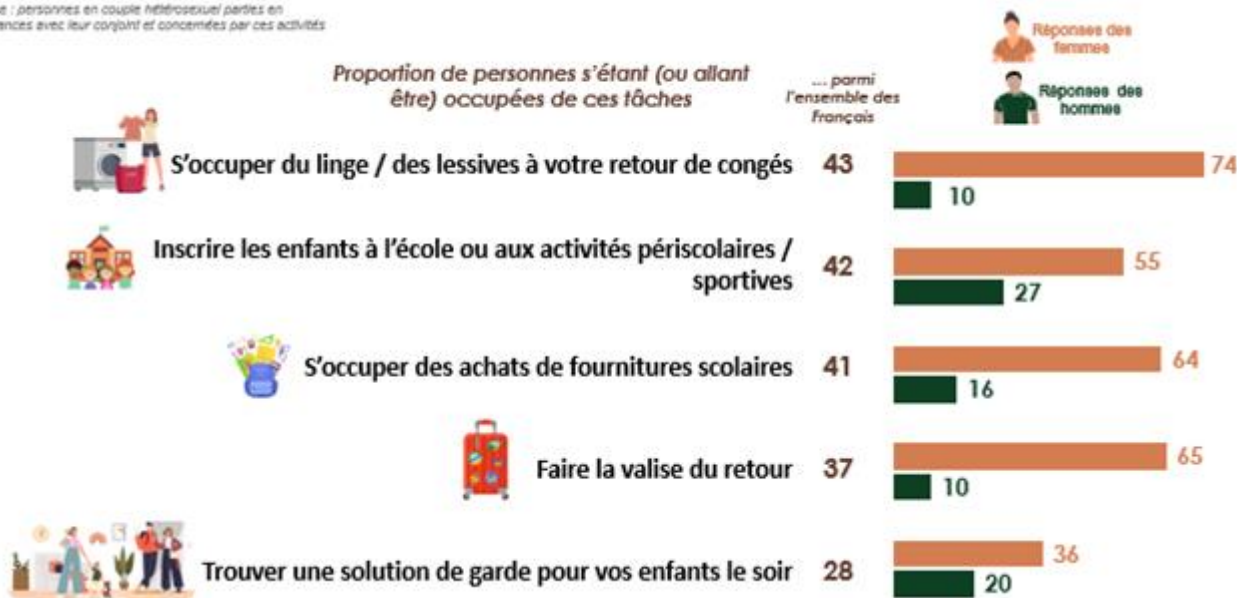 : personnes en couple hétérosexuel parties en
avec leur conjoint et concernées par ces activités
Réponses des
femmes
Proportion de personnes s'étant (ou allant
être) occupées de ces tâches
... parmi
l'ensemble des
Français
Réponses des
hommes
S'occuper du linge / des lessives à votre retour de congés 43 74
10
Inscrire les enfants à l'école ou aux activités périscolaires /
sportives 42 55
27
S'occuper des achats de fournitures scolaires 41 64
16
Faire la valise du retour 37 65
10
Trouver une solution de garde pour vos enfants le soir 28 36
20